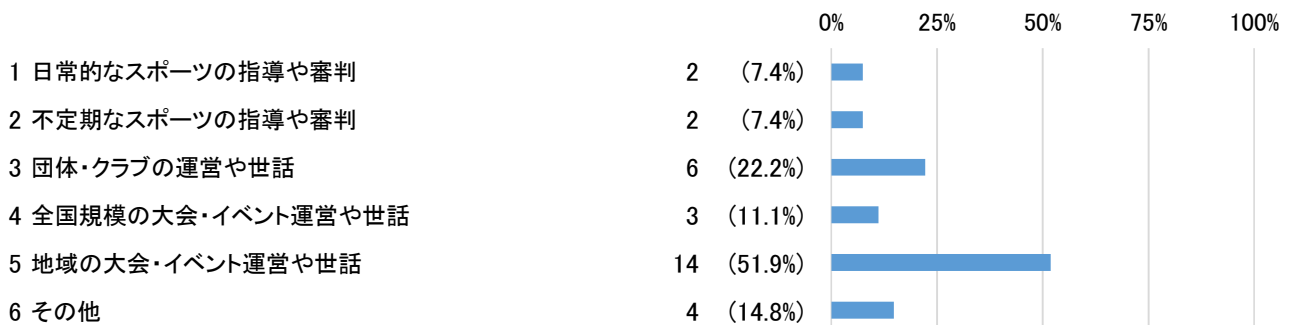 0% 25% 50% 75% 100%
1 日常的なスポーツの指導や審判 2 (7.4%)
2 不定期なスポーツの指導や審判 2 (7.4%)
3 団体・クラブの運営や世話 6 (22.2%)
4 全国規模の大会・イベント運営や世話 3 (11.1%)
5 地域の大会・イベント運営や世話 14 (51.9%)
6 その他 4 (14.8%)